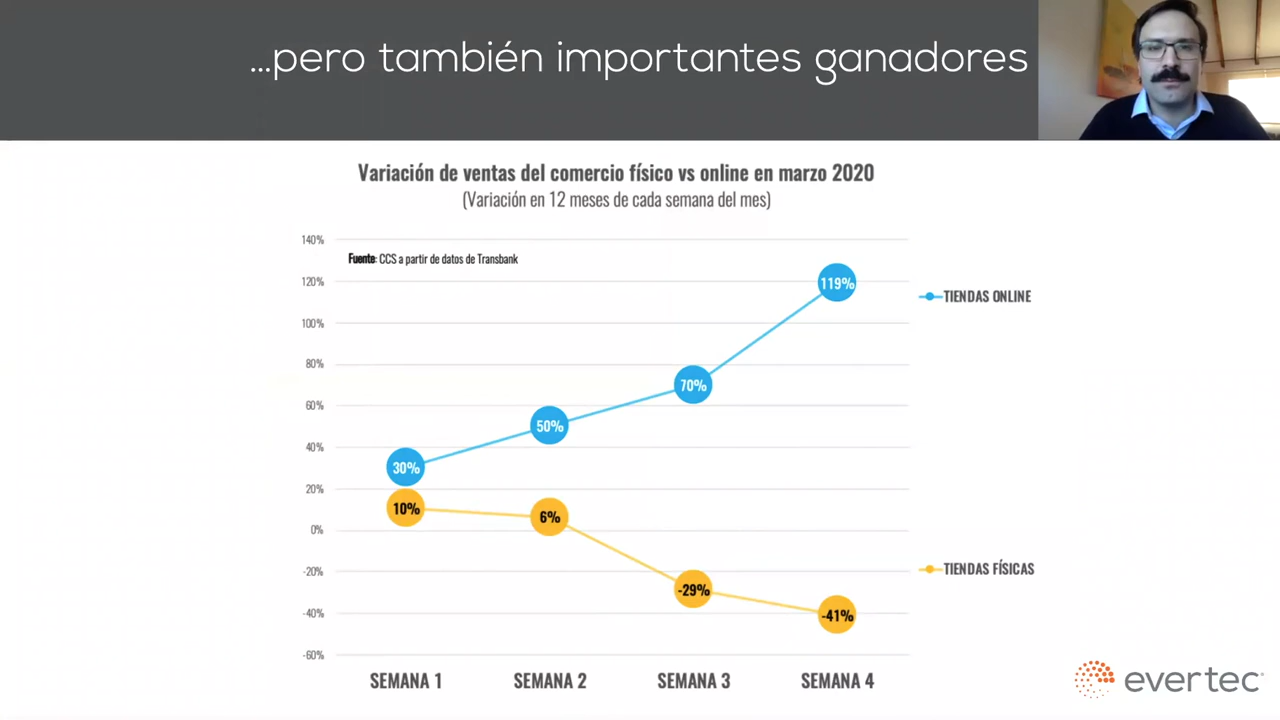 ...pero también importantes ganadores
Variación de ventas del comercio físico vs online en marzo 2020
(Variación en 12 meses de cada semana del mes)
140%
Fuente: CCS a partir de datos de Transbank
120%
119%
TIENDAS ONLINE
100%
80%
70%
60%
50%
40%
30%
20%
10%
6%
0%
-20%
TIENDAS FÍSICAS
-29%
-40%
-41%
-60%
SEMANA 1 SEMANA 2 SEMANA 3 SEMANA 4
evertec